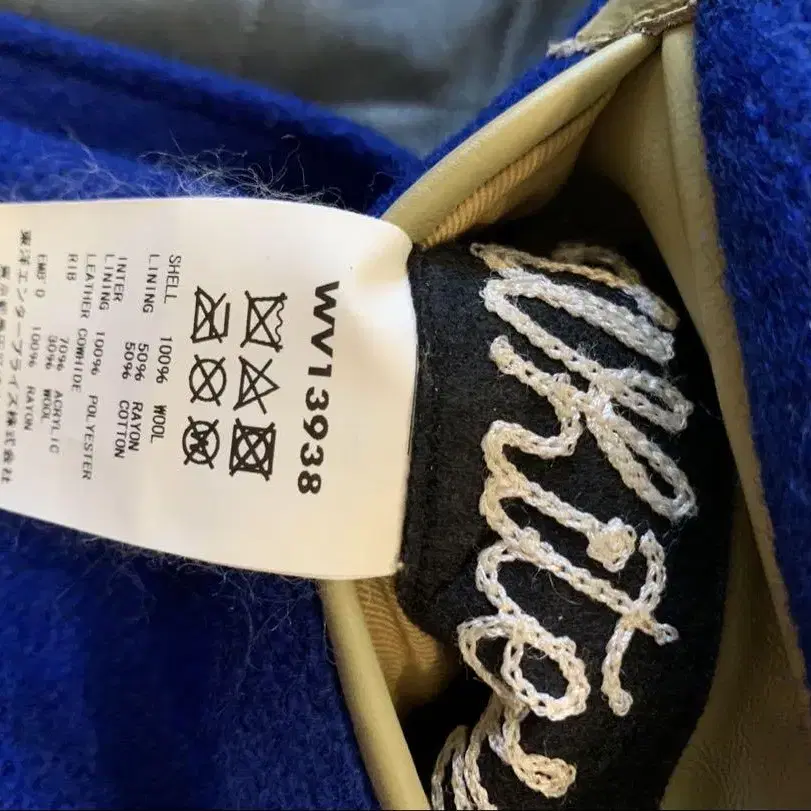 WV13938
SHELL 100% WOOL
LINING 50% RAYON
50% COTTON
INTER
LINING 100% POLYESTER
LEATHER COWHIDE
RIB 70% ACRYLIC
30% WOOL
EMB'D 100% RAYON
東洋エンタープライズ株式会社
White